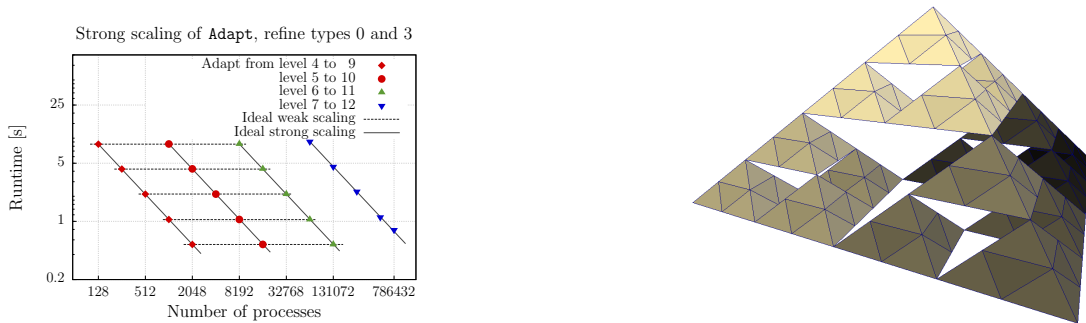 Strong scaling of Adapt, refine types 0 and 3
Adapt from level 4 to 9
level 5 to 10
level 6 to 11
level 7 to 12
Ideal weak scaling
Ideal strong scaling
25
5
1
0.2
Runtime [s]
128 512 2048 8192 32768 131072 786432
Number of processes